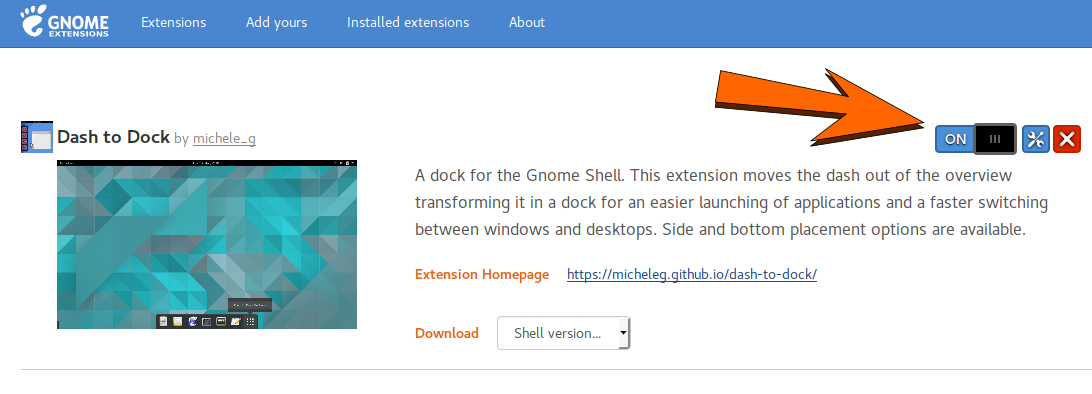 GNOME
EXTENSIONS
Extensions
Add yours
Installed extensions
About
Dash to Dock by michele_g
ON
A dock for the Gnome Shell. This extension moves the dash out of the overview
transforming it in a dock for an easier launching of applications and a faster switching
between windows and desktops. Side and bottom placement options are available.
Extension Homepage https://micheleg.github.io/dash-to-dock/
Download Shell version...